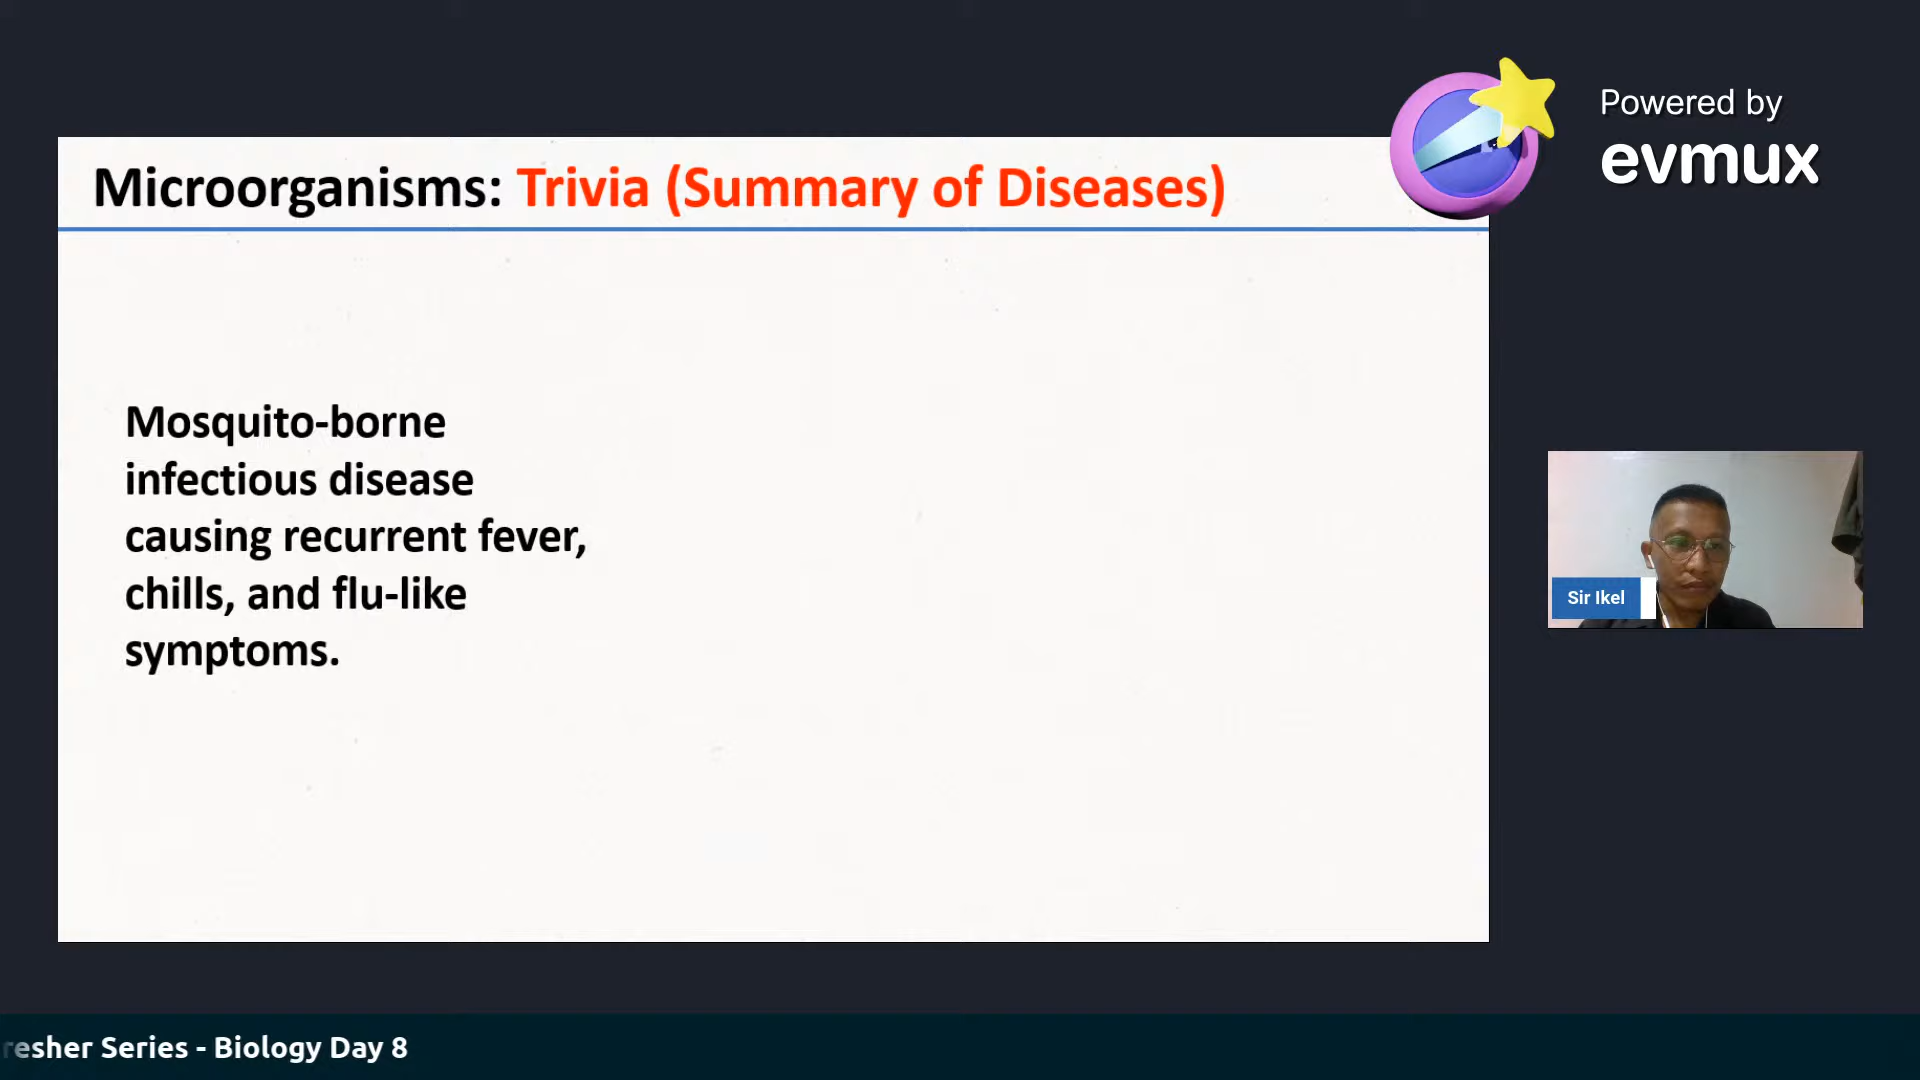 Powered by
evmux
Microorganisms: Trivia (Summary of Diseases)
Mosquito-borne
infectious disease
causing recurrent fever,
chills, and flu-like
symptoms.
Sir Ikel
resher Series - Biology Day 8